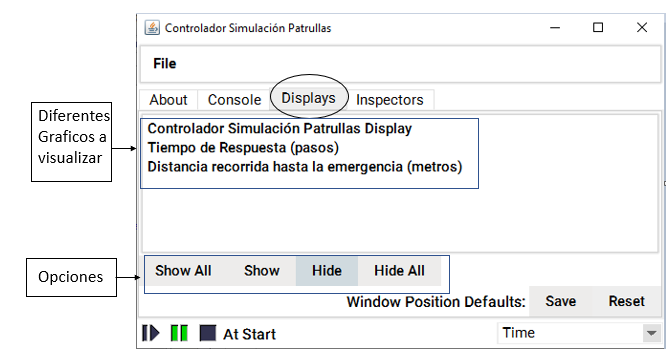 Controlador Simulación Patrullas
File
About Console Displays Inspectors
Diferentes
Graficos a
visualizar
Controlador Simulación Patrullas Display
Tiempo de Respuesta (pasos)
Distancia recorrida hasta la emergencia (metros)
Opciones
Show All Show Hide Hide All
Window Position Defaults: Save Reset
At Start Time